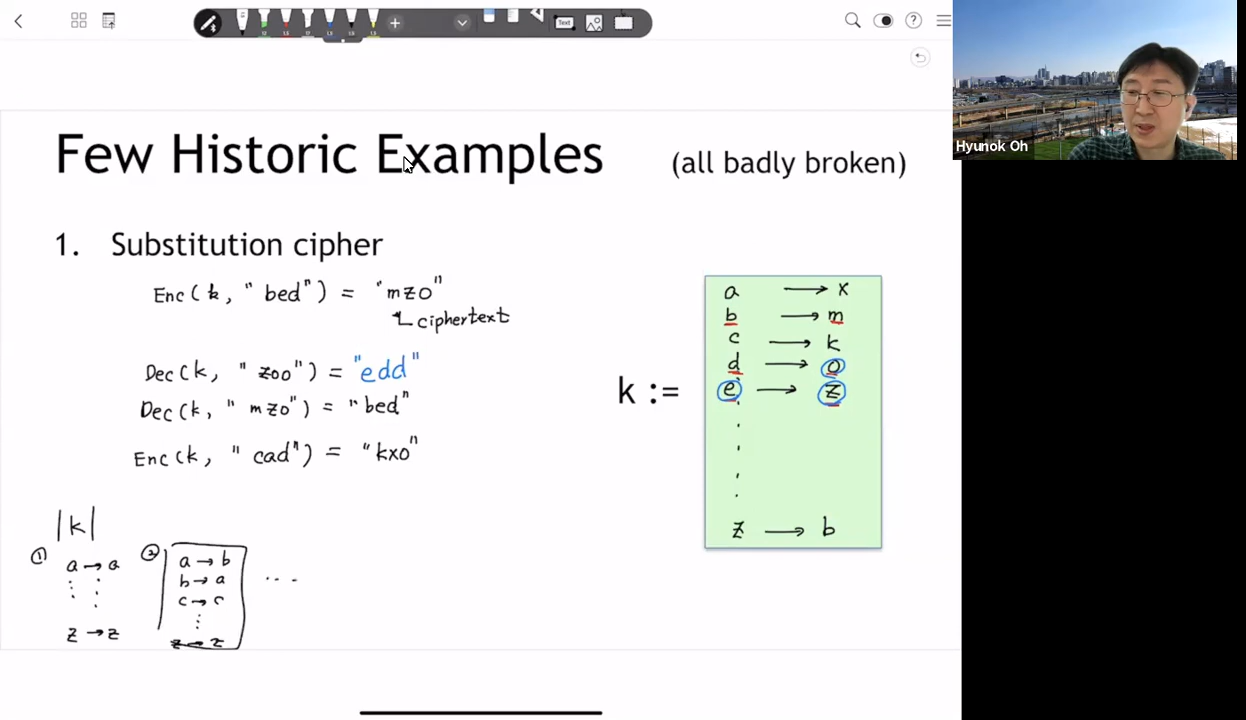 Text
Hyunok Oh
Few Historic Examples (all badly broken)
1. Substitution cipher
Enc(k, "bed") = "mzo"
ciphertext
Dec(k, "zoo") = "edd"
Dec(k, "mzo") = "bed"
Enc(k, "cad") = "kxo"
k :=
a → x
b → m
c → k
d → o
e → z
z → b
|k|
① a → a
z → z
② a → b
b → a
c → c
z → z
...